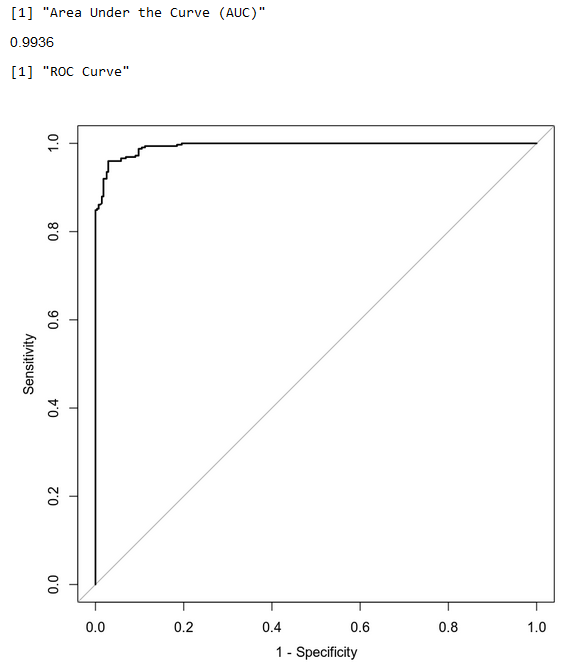 [1] "Area Under the Curve (AUC)"
0.9936
[1] "ROC Curve"
1.0
0.8
0.6
0.4
0.2
0.0
Sensitivity
0.0 0.2 0.4 0.6 0.8 1.0
1 - Specificity